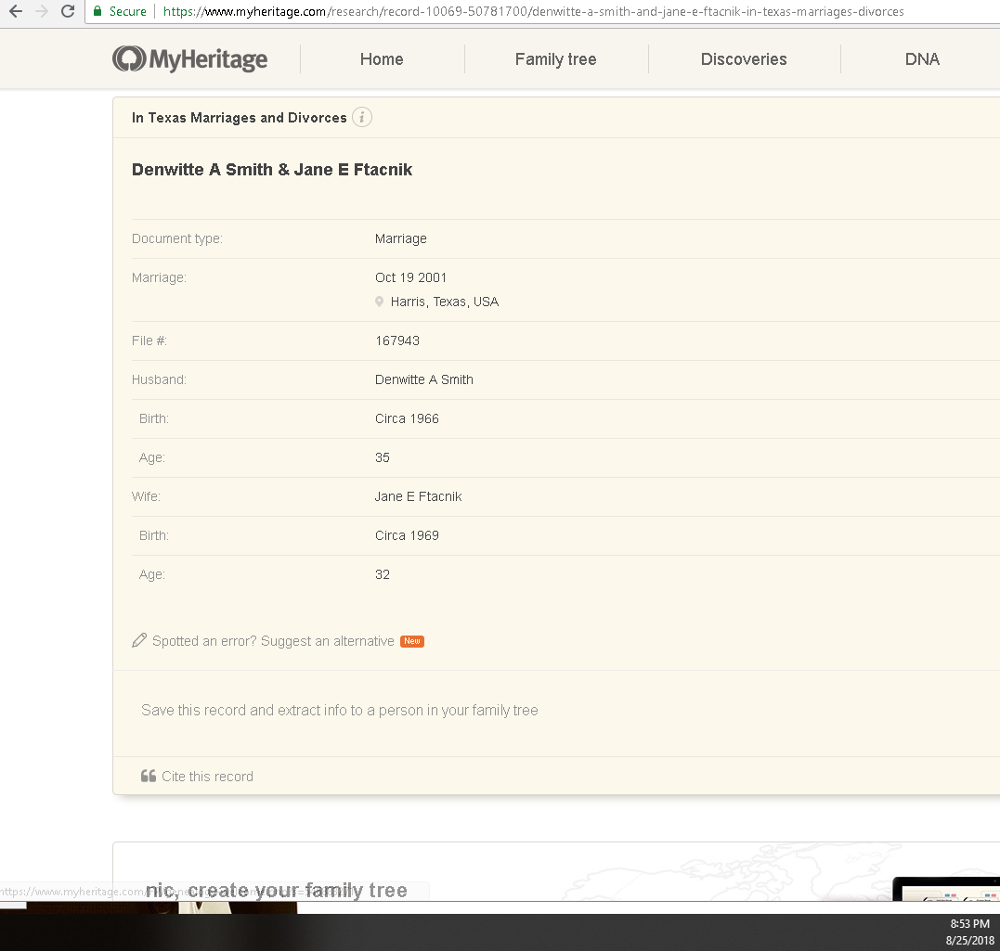 Secure | https://www.myheritage.com/research/record-10069-50781700/denwitte-a-smith-and-jane-e-ftacnik-in-texas-marriages-divorces
MyHeritage Home Family tree Discoveries DNA
In Texas Marriages and Divorces i
Denwitte A Smith & Jane E Ftacnik
Document type: Marriage
Marriage: Oct 19 2001
Harris, Texas, USA
File #: 167943
Husband: Denwitte A Smith
Birth: Circa 1966
Age: 35
Wife: Jane E Ftacnik
Birth: Circa 1969
Age: 32
Spotted an error? Suggest an alternative New
Save this record and extract info to a person in your family tree
Cite this record
nic, create your family tree
https://www.myheritage.com/
8:53 PM
8/25/2018